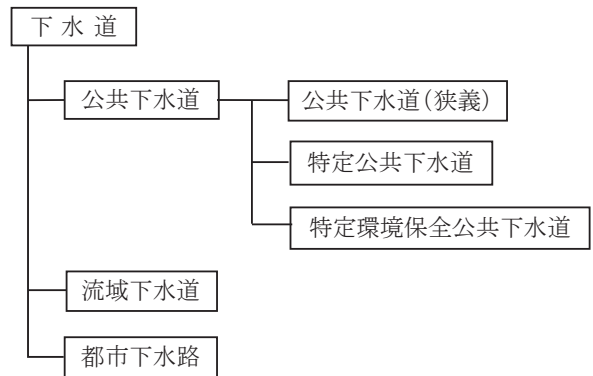 下 水 道
公共下水道
公共下水道(狭義)
特定公共下水道
特定環境保全公共下水道
流域下水道
都市下水路